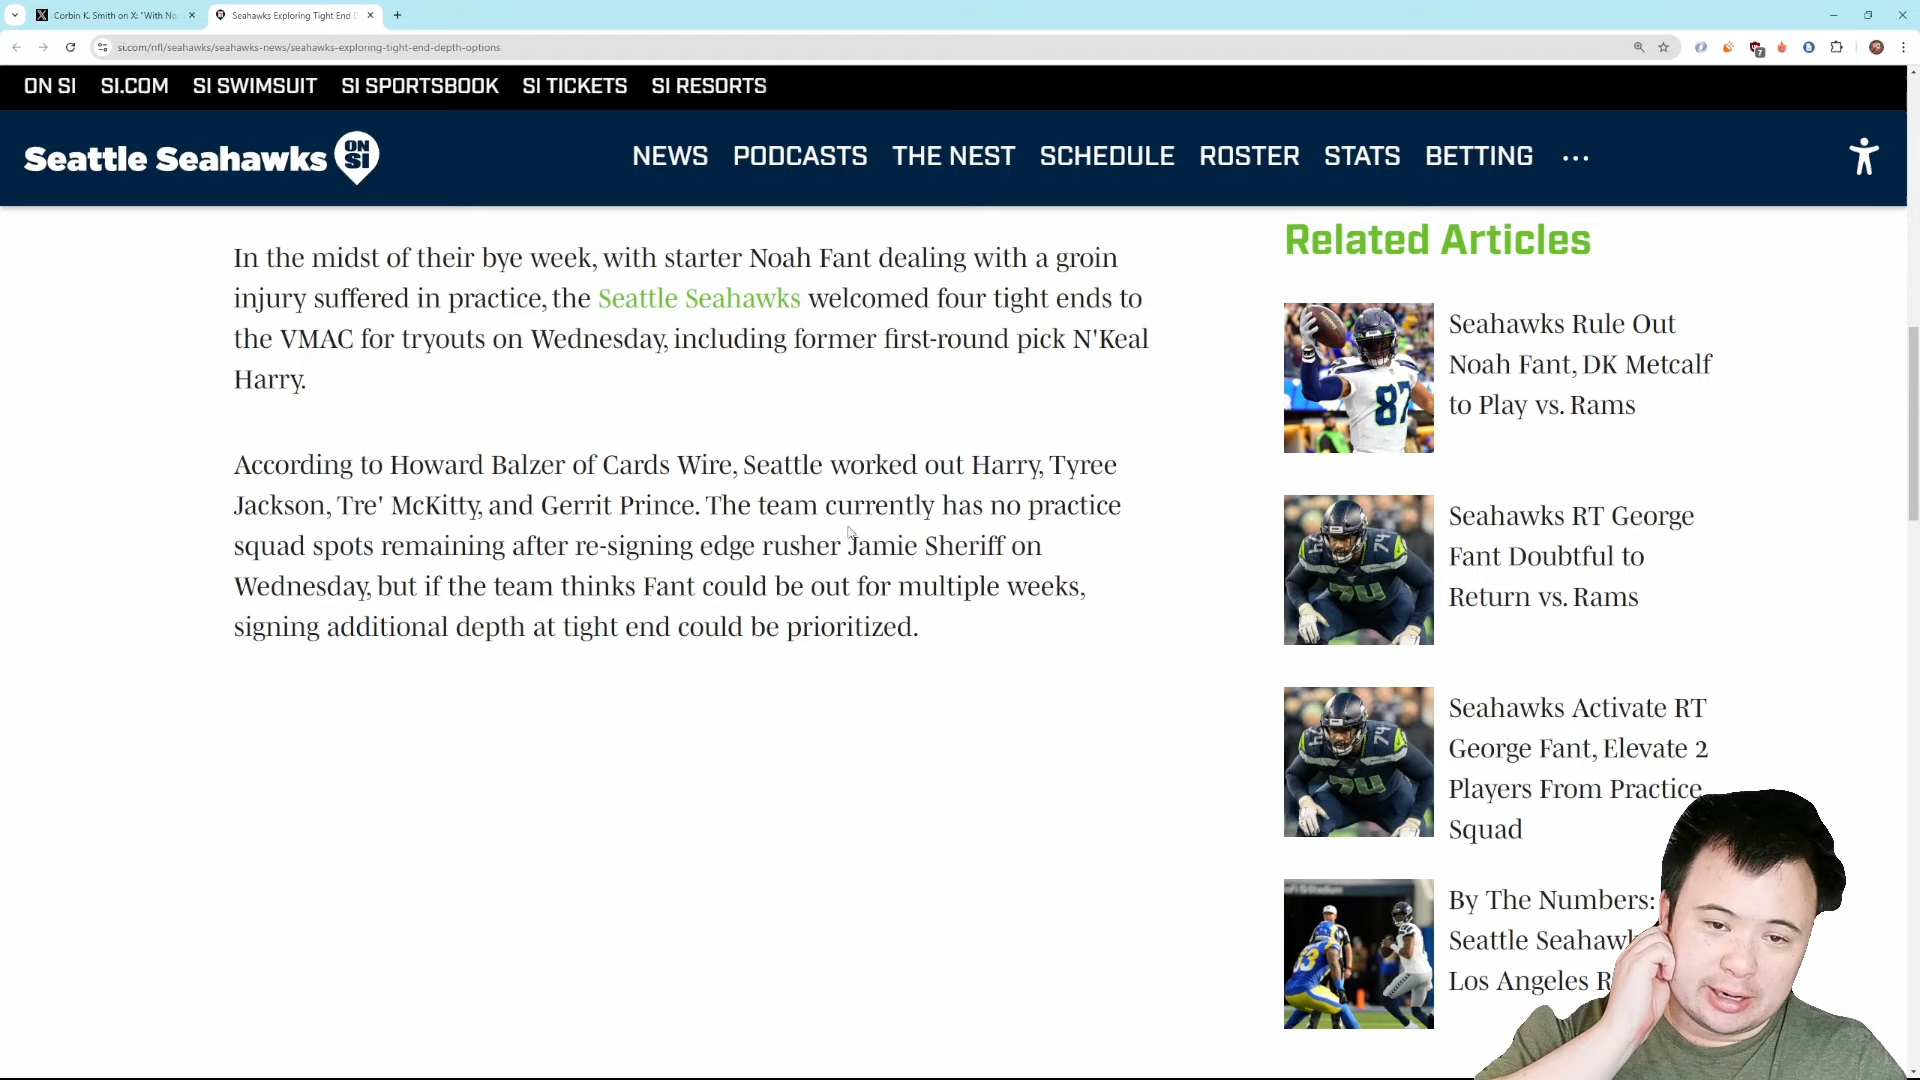 Corbin K. Smith on X: "With No
Seahawks Exploring Tight End D
si.com/nfl/seahawks/seahawks-news/seahawks-exploring-tight-end-depth-options
7
ON SI SI.COM SI SWIMSUIT SI SPORTSBOOK SI TICKETS SI RESORTS
Seattle Seahawks ON SI
NEWS PODCASTS THE NEST SCHEDULE ROSTER STATS BETTING ...
In the midst of their bye week, with starter Noah Fant dealing with a groin
injury suffered in practice, the Seattle Seahawks welcomed four tight ends to
the VMAC for tryouts on Wednesday, including former first-round pick N'Keal
Harry.
According to Howard Balzer of Cards Wire, Seattle worked out Harry, Tyree
Jackson, Tre' McKitty, and Gerrit Prince. The team currently has no practice
squad spots remaining after re-signing edge rusher Jamie Sheriff on
Wednesday, but if the team thinks Fant could be out for multiple weeks,
signing additional depth at tight end could be prioritized.
Related Articles
87
Seahawks Rule Out
Noah Fant, DK Metcalf
to Play vs. Rams
74
74
Seahawks RT George
Fant Doubtful to
Return vs. Rams
74
74
Seahawks Activate RT
George Fant, Elevate 2
Players From Practice
Squad
By The Numbers:
Seattle Seahawk
Los Angeles R